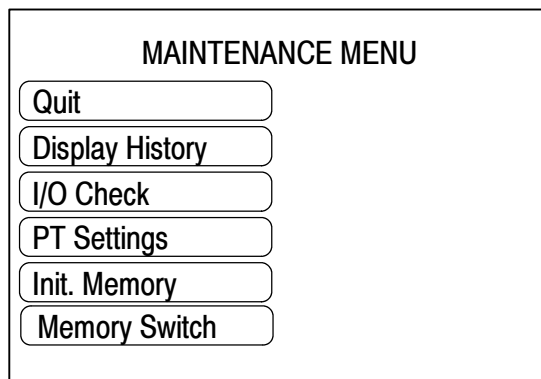 MAINTENANCE MENU
Quit
Display History
I/O Check
PT Settings
Init. Memory
Memory Switch